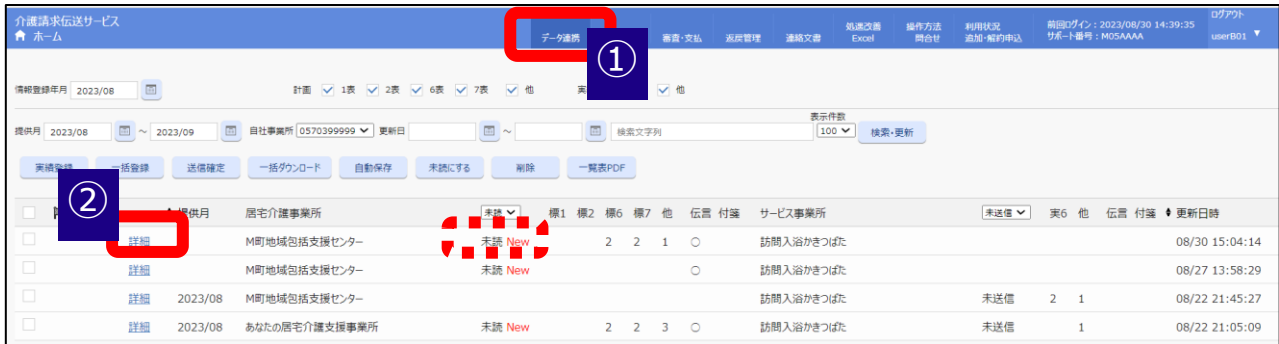 介護請求伝送サービス
ホーム
データ連携
審査・支払
返戻管理
連絡文書
処遇改善
Excel
操作方法
問合せ
利用状況
追加・解約申込
前回ログイン：2023/08/30 14:39:35
サポート番号：M05AAAA
ログアウト
userB01 ▼
①
情報登録年月 2023/08 計画 1表 2表 6表 7表 他 他
提供月 2023/08 ～ 2023/09 自社事業所 0570399999 更新日 ～ 検索文字列 表示件数 100 検索・更新
実績登録 一括登録 送信確定 一括ダウンロード 自動保存 未読にする 削除 一覧表PDF
②
提供月 居宅介護事業所 未読 標1 標2 標6 標7 他 伝言 付箋 サービス事業所 未送信 実6 他 伝言 付箋 更新日時
詳細 M町地域包括支援センター 未読 New 2 2 1 ○ 訪問入浴かきつばた 08/30 15:04:14
詳細 M町地域包括支援センター 未読 New ○ 訪問入浴かきつばた 08/27 13:58:29
詳細 2023/08 M町地域包括支援センター 訪問入浴かきつばた 未送信 2 1 08/22 21:45:27
詳細 2023/08 あなたの居宅介護支援事業所 未読 New 2 2 3 ○ 訪問入浴かきつばた 未送信 1 08/22 21:05:09